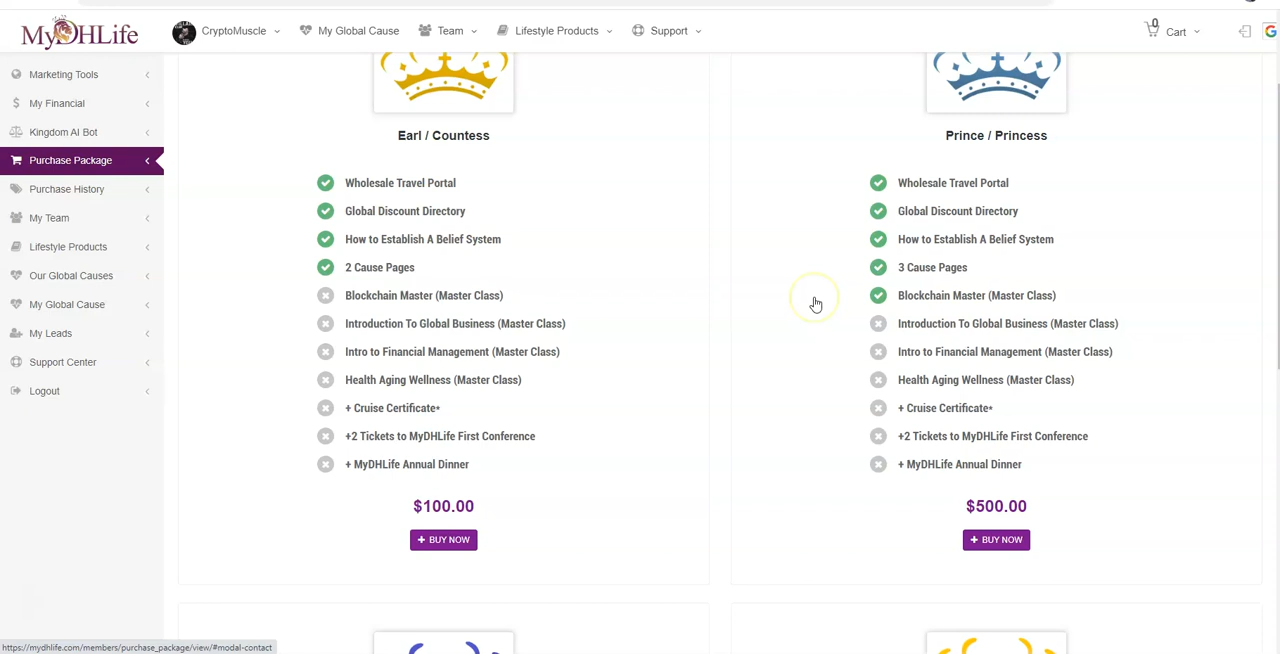 MyDHLife
CryptoMuscle
My Global Cause
Team
Lifestyle Products
Support
0
Cart
Marketing Tools
My Financial
Kingdom AI Bot
Purchase Package
Purchase History
My Team
Lifestyle Products
Our Global Causes
My Global Cause
My Leads
Support Center
Logout
Earl / Countess
Wholesale Travel Portal
Global Discount Directory
How to Establish A Belief System
2 Cause Pages
Blockchain Master (Master Class)
Introduction To Global Business (Master Class)
Intro to Financial Management (Master Class)
Health Aging Wellness (Master Class)
+ Cruise Certificate*
+2 Tickets to MyDHLife First Conference
+ MyDHLife Annual Dinner
$100.00
+ BUY NOW
Prince / Princess
Wholesale Travel Portal
Global Discount Directory
How to Establish A Belief System
3 Cause Pages
Blockchain Master (Master Class)
Introduction To Global Business (Master Class)
Intro to Financial Management (Master Class)
Health Aging Wellness (Master Class)
+ Cruise Certificate*
+2 Tickets to MyDHLife First Conference
+ MyDHLife Annual Dinner
$500.00
+ BUY NOW
https://mydhlife.com/members/purchase_package/view/#modal-contact